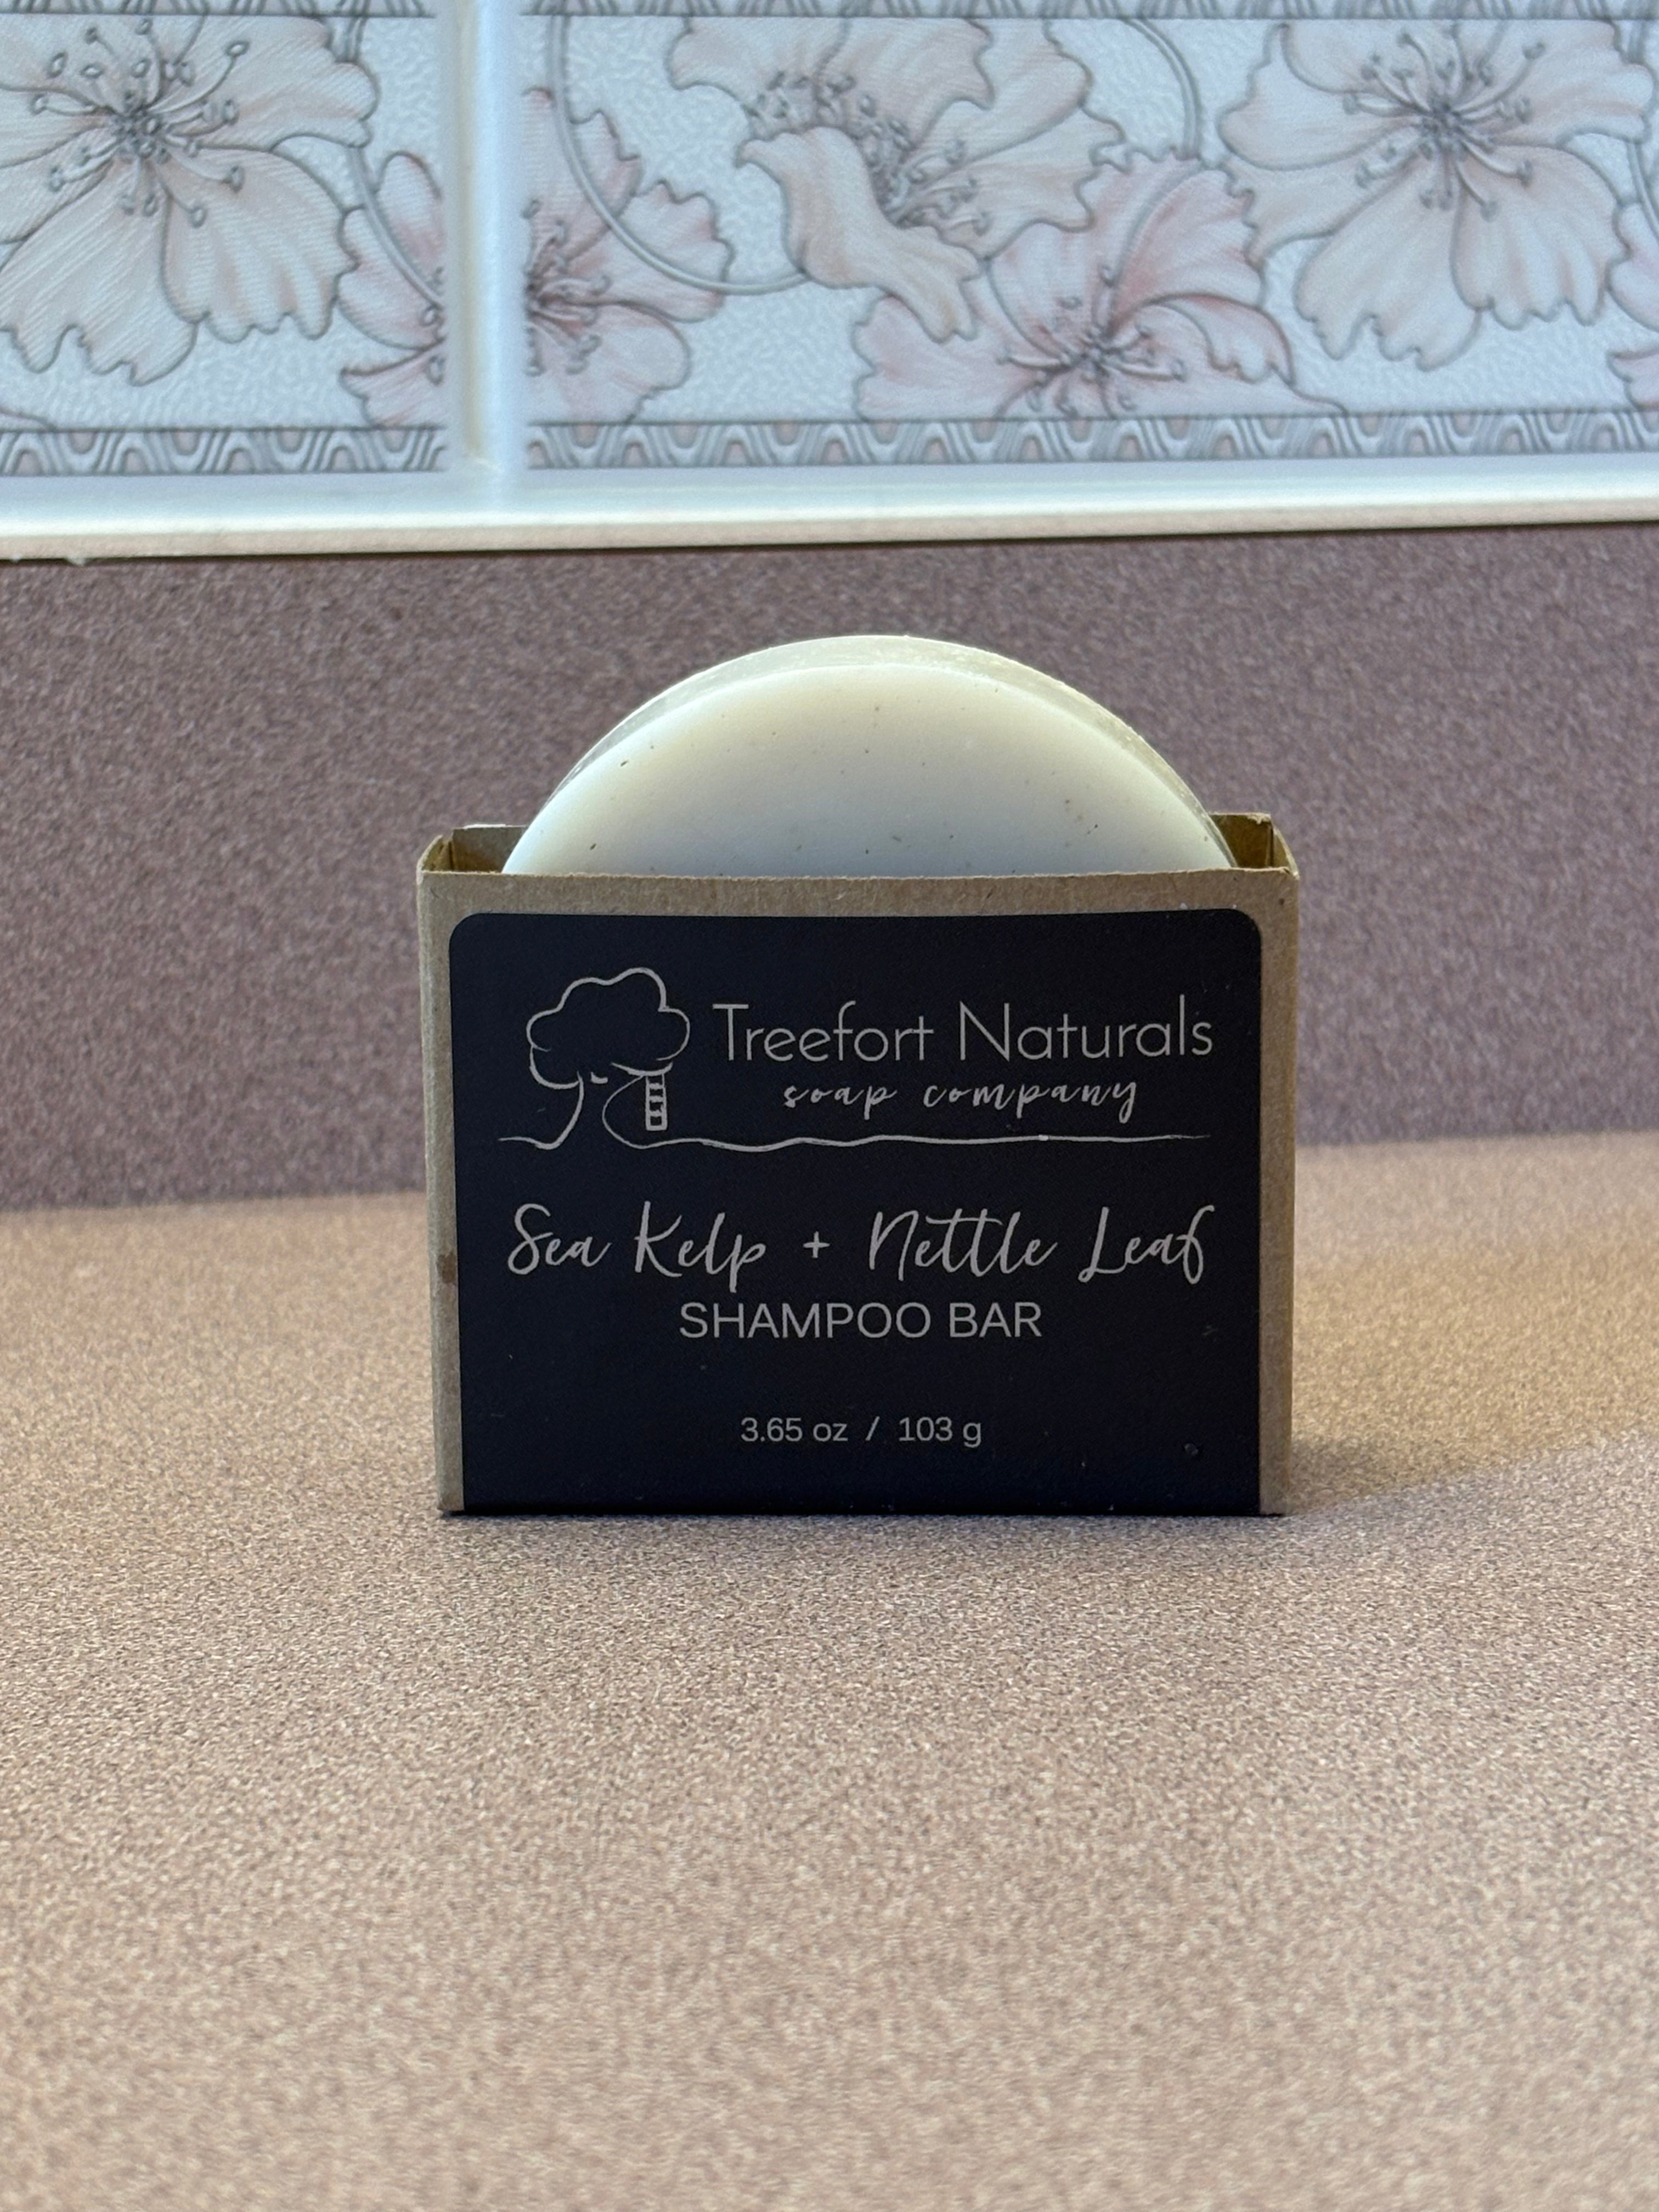 Treefort Naturals
soap company
Sea Kelp + Nettle Leaf
SHAMPOO BAR
3.65 oz / 103 g